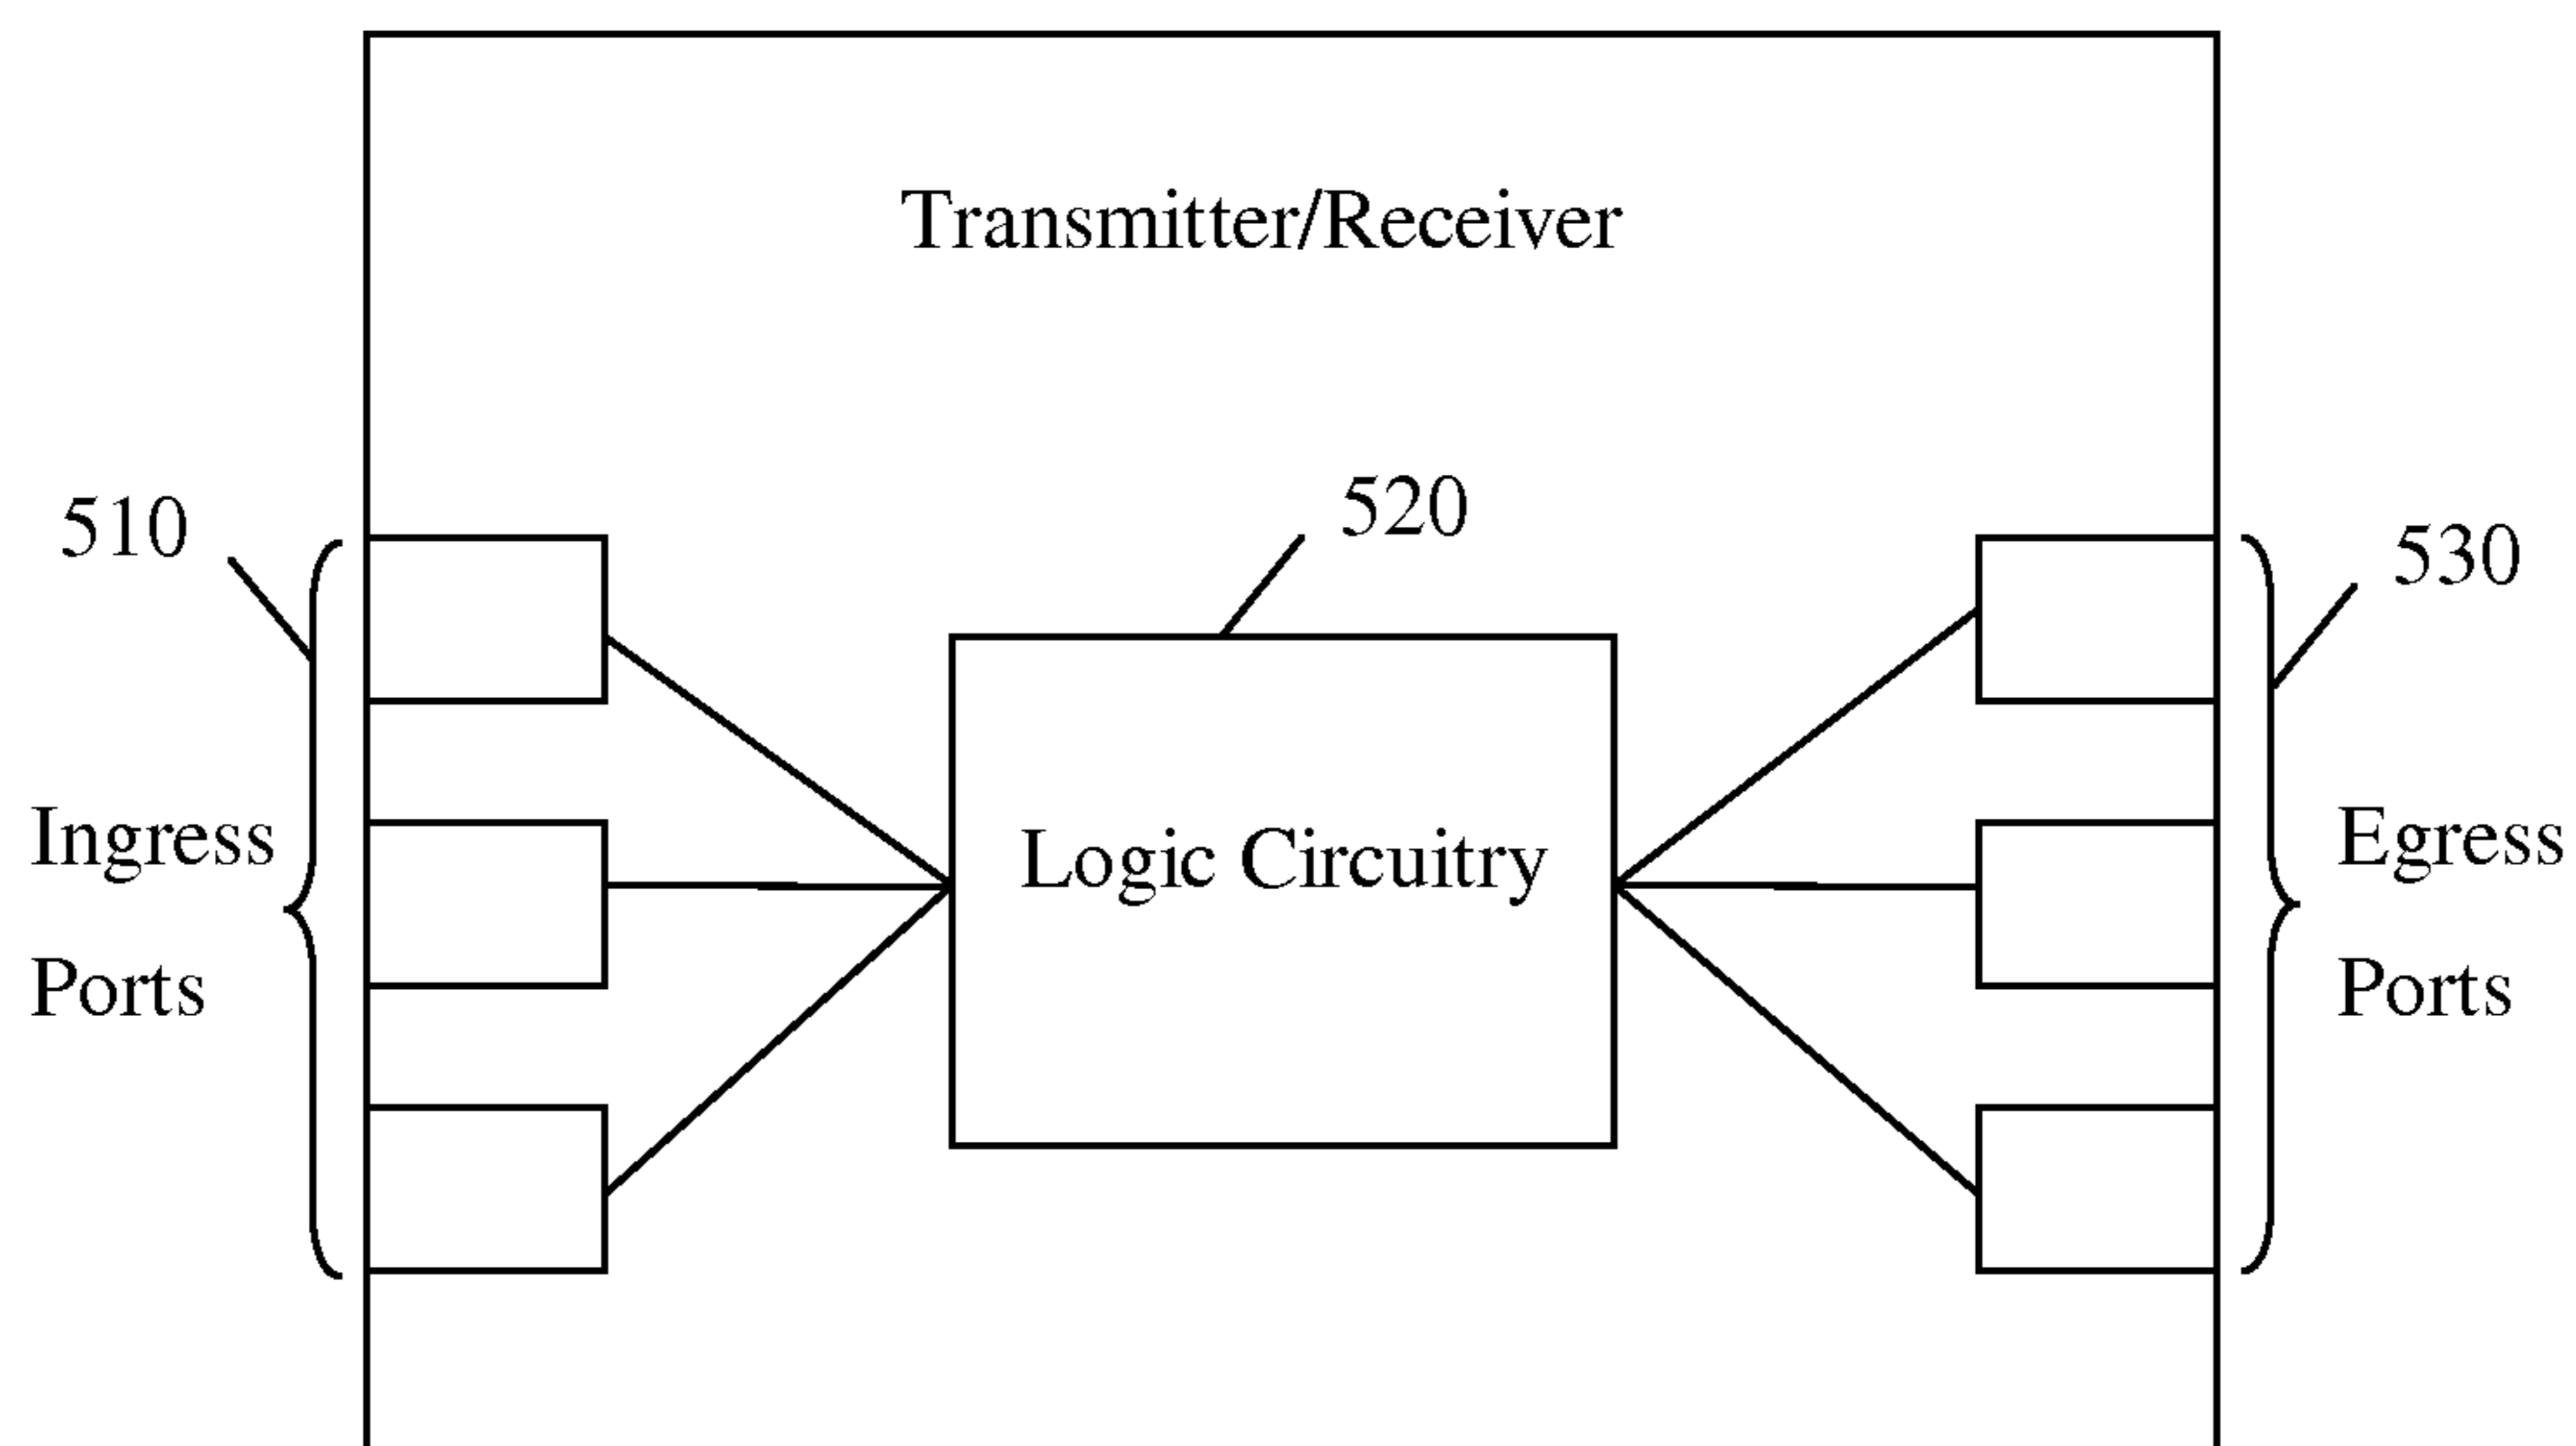 Transmitter/Receiver
510
520
530
Ingress
Ports
Logic Circuitry
Egress
Ports